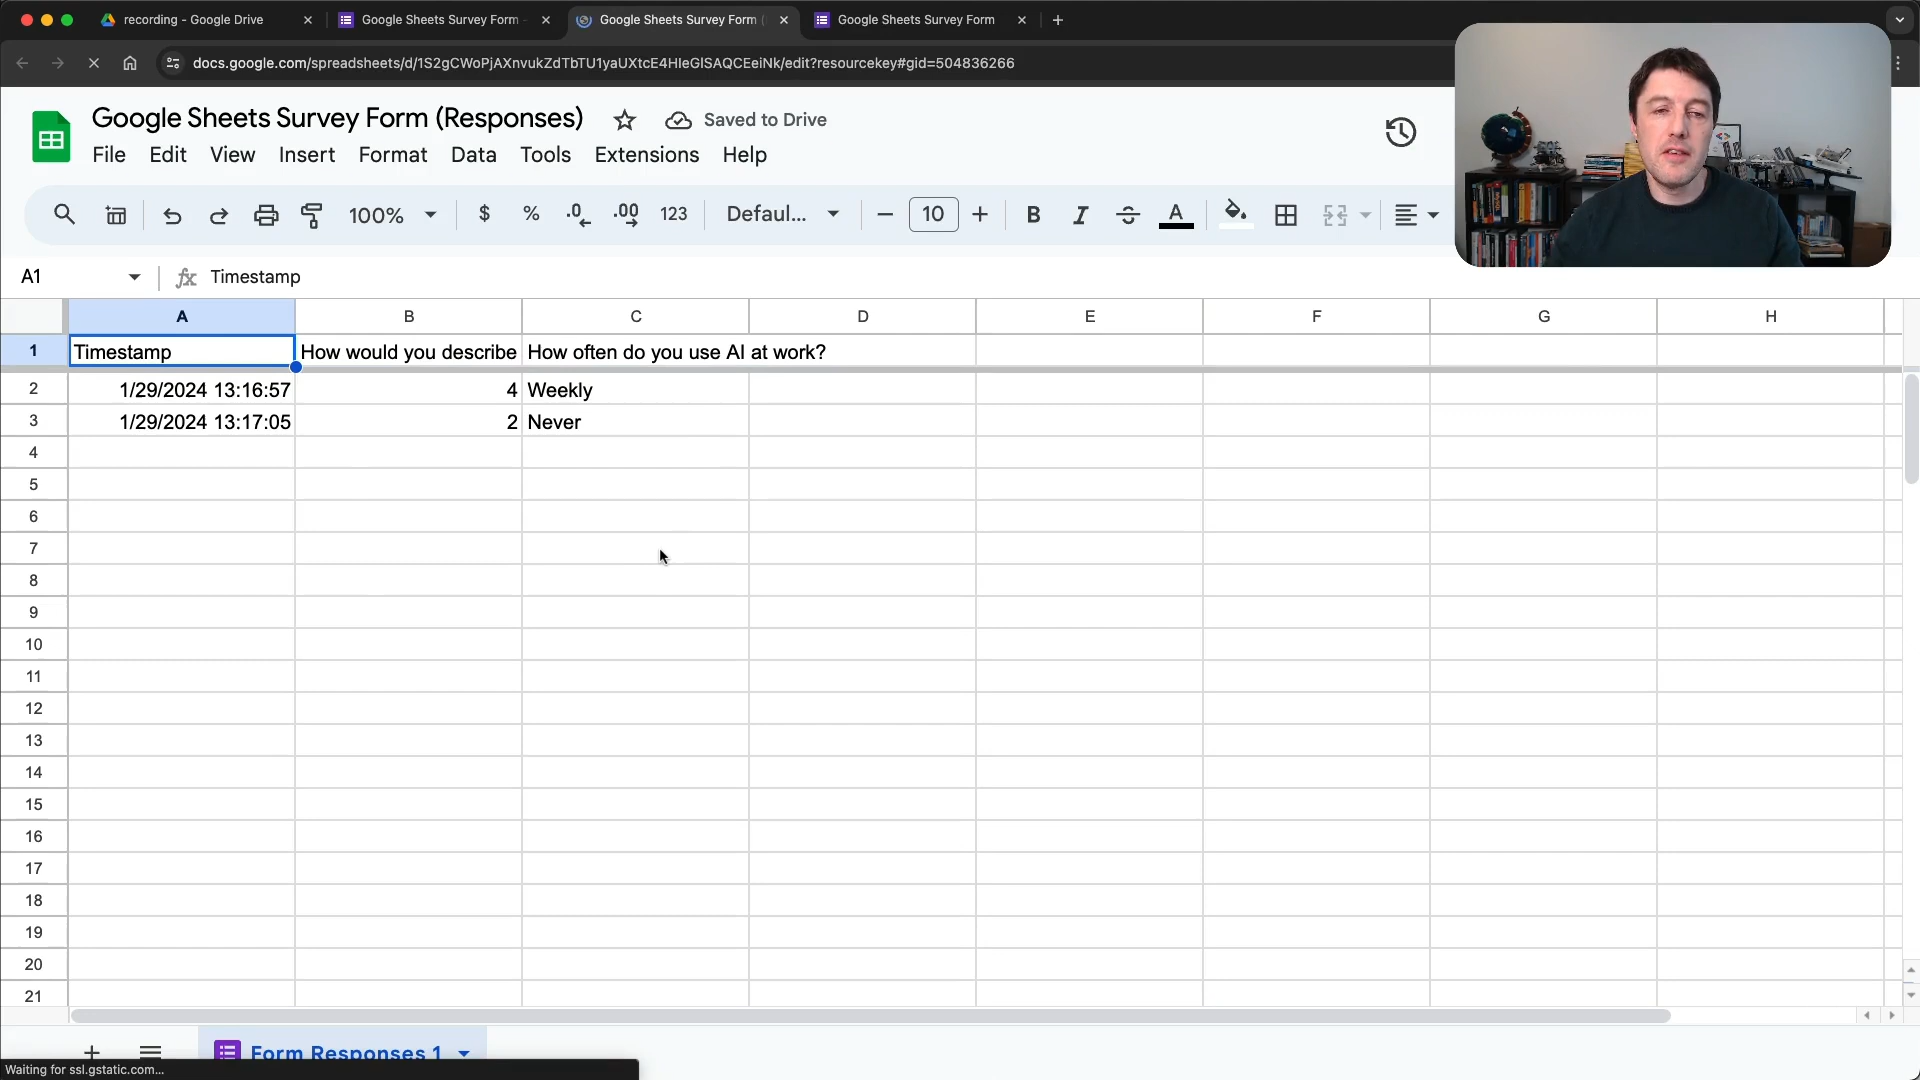 recording - Google Drive
Google Sheets Survey Form -
Google Sheets Survey Form (
Google Sheets Survey Form
docs.google.com/spreadsheets/d/1S2gCWoPjAXnvukZdTbTU1yaUXtcE4HIeGISAQCEeiNk/edit?resourcekey#gid=504836266
Google Sheets Survey Form (Responses)
Saved to Drive
File Edit View Insert Format Data Tools Extensions Help
100% $ % .0 .00 123 Defaul... 10 B I S A
A1 fx Timestamp
A B C D E F G H
1 Timestamp How would you describe How often do you use AI at work?
2 1/29/2024 13:16:57 4 Weekly
3 1/29/2024 13:17:05 2 Never
4
5
6
7
8
9
10
11
12
13
14
15
16
17
18
19
20
21
Form Responses 1
Waiting for ssl.gstatic.com...